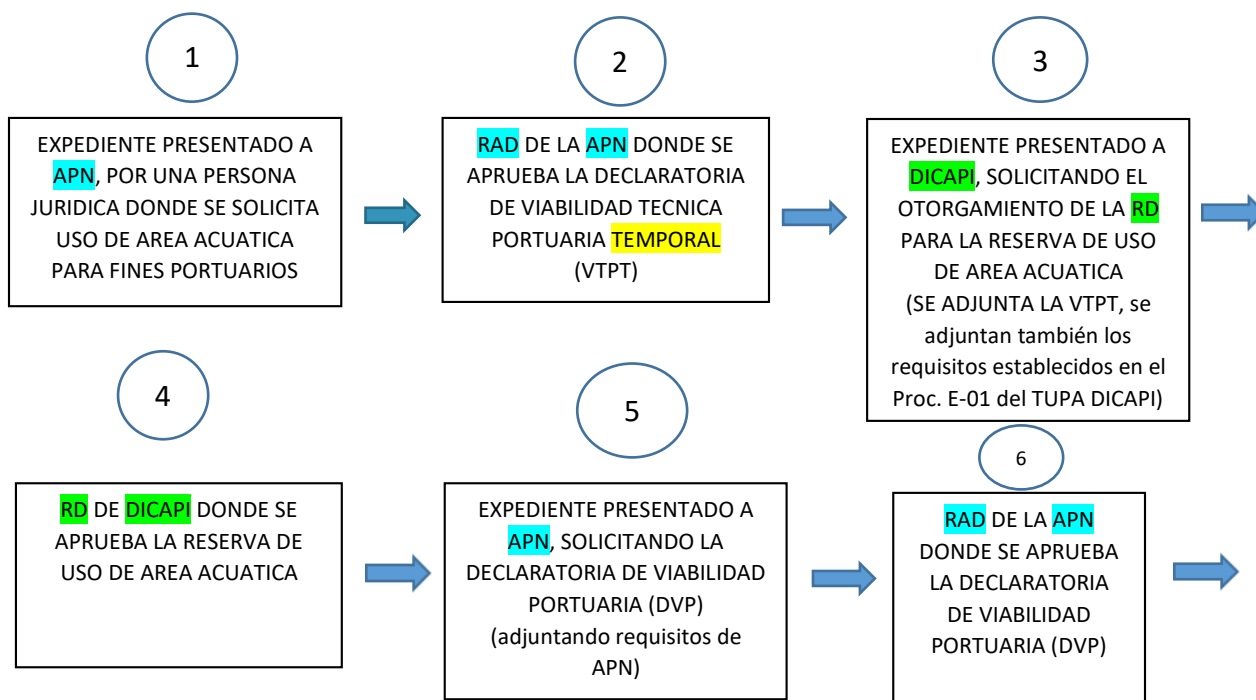 1
EXPEDIENTE PRESENTADO A
APN, POR UNA PERSONA
JURIDICA DONDE SE SOLICITA
USO DE AREA ACUATICA
PARA FINES PORTUARIOS
2
RAD DE LA APN DONDE SE
APRUEBA LA DECLARATORIA
DE VIABILIDAD TECNICA
PORTUARIA TEMPORAL
(VTPT)
3
EXPEDIENTE PRESENTADO A
DICAPI, SOLICITANDO EL
OTORGAMIENTO DE LA RD
PARA LA RESERVA DE USO
DE AREA ACUATICA
(SE ADJUNTA LA VTPT, se
adjuntan también los
requisitos establecidos en el
Proc. E-01 del TUPA DICAPI)
4
RD DE DICAPI DONDE SE
APRUEBA LA RESERVA DE
USO DE AREA ACUATICA
5
EXPEDIENTE PRESENTADO A
APN, SOLICITANDO LA
DECLARATORIA DE VIABILIDAD
PORTUARIA (DVP)
(adjuntando requisitos de
APN)
6
RAD DE LA APN
DONDE SE APRUEBA
LA DECLARATORIA
DE VIABILIDAD
PORTUARIA (DVP)